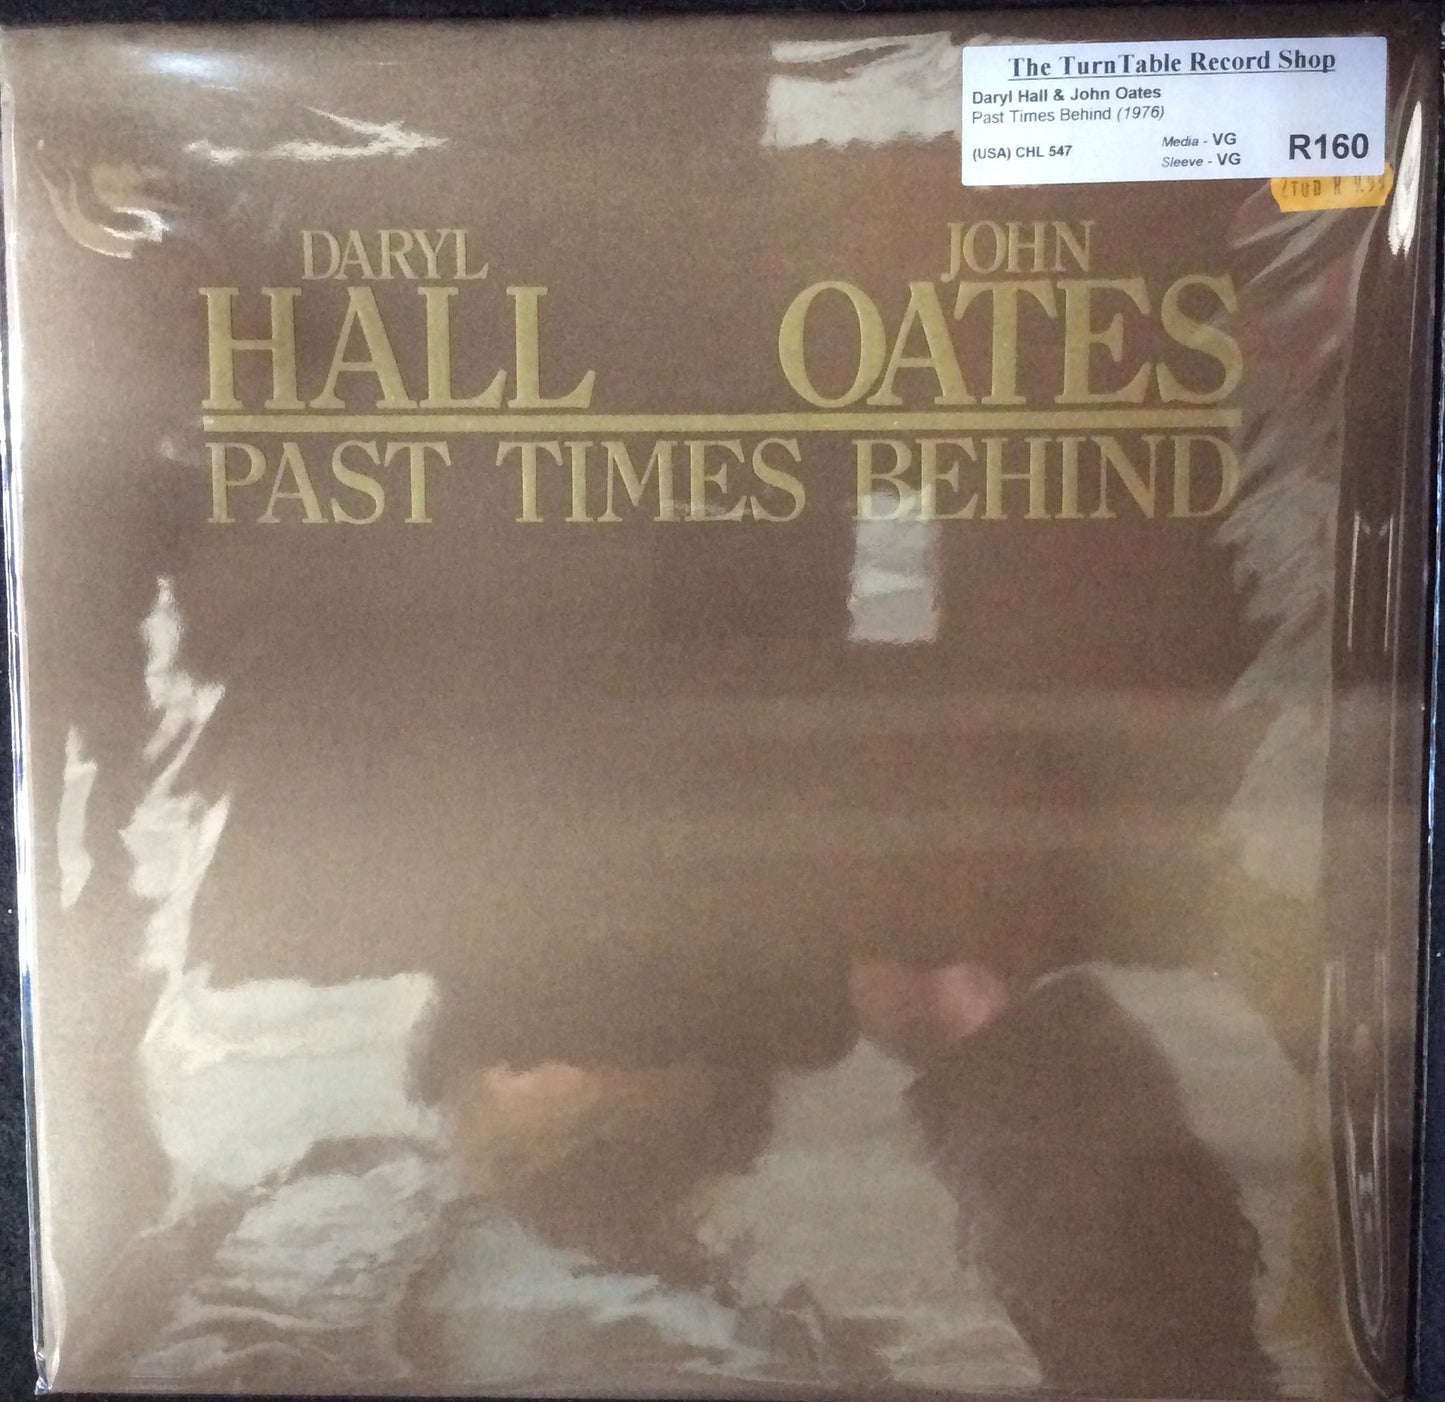 The TurnTable Record Shop
Daryl Hall & John Oates
Past Times Behind (1976)
(USA) CHL 547
Media - VG
Sleeve - VG
R160
DARYL JOHN
HALL OATES
PAST TIMES BEHIND